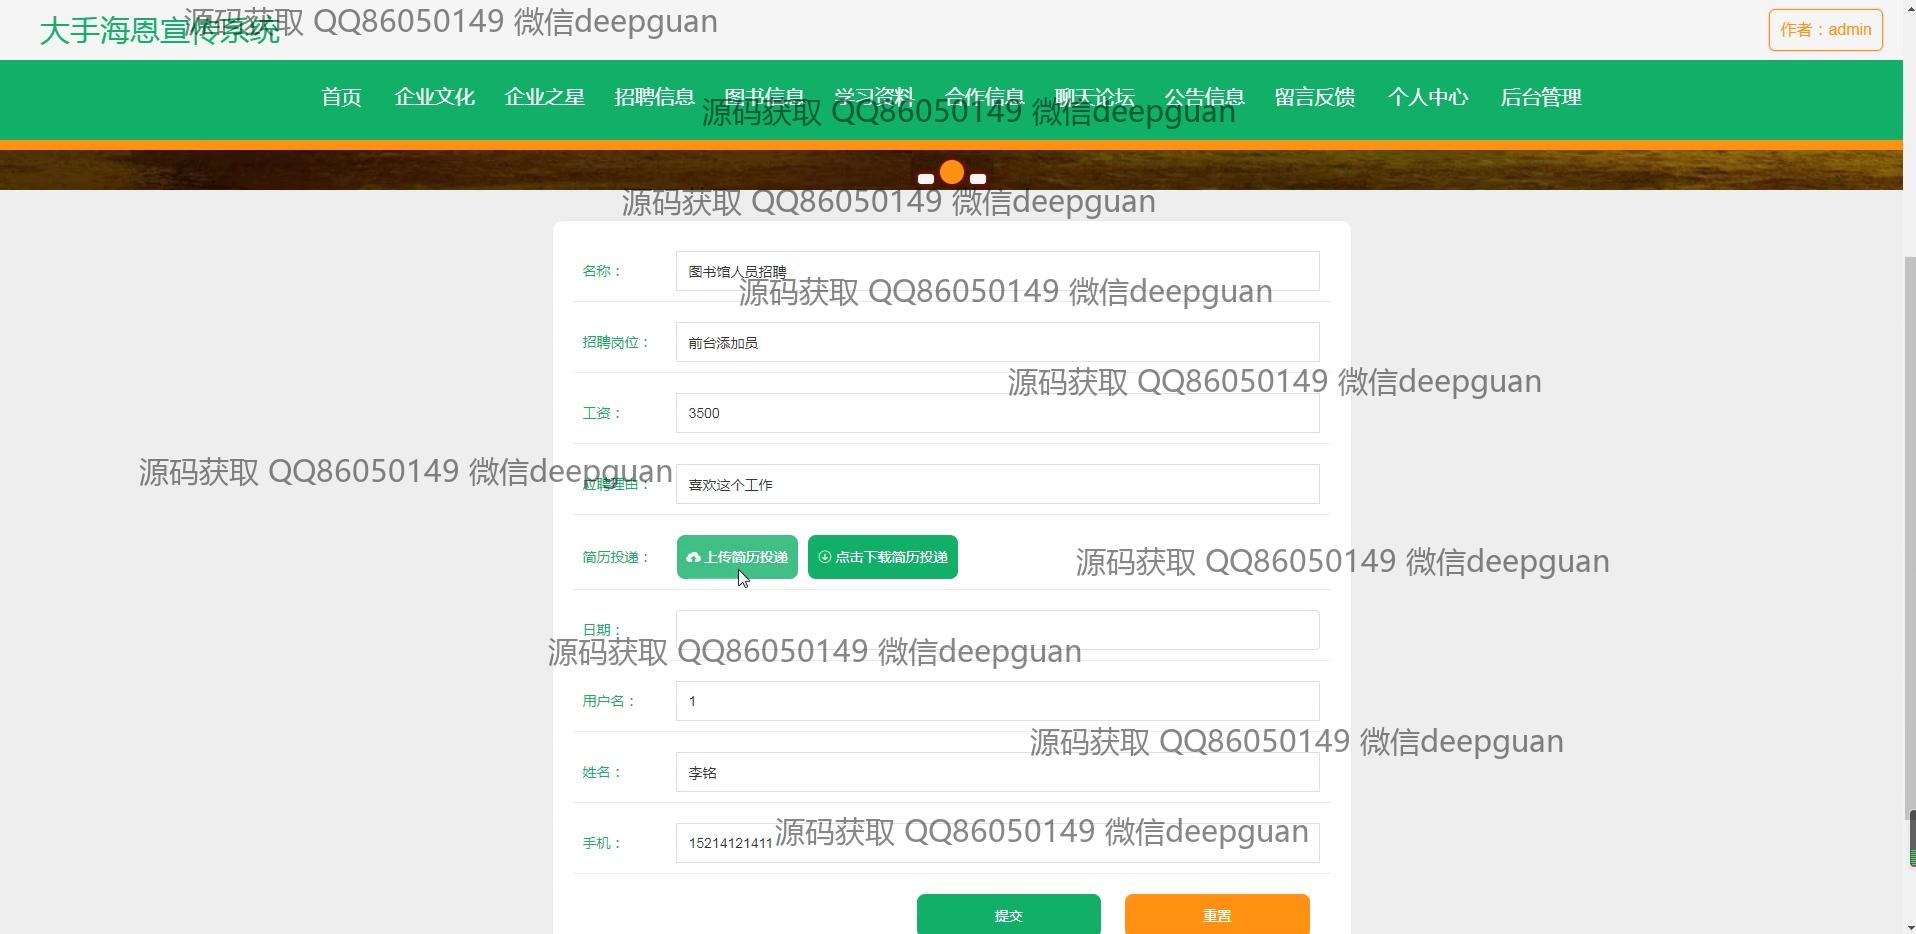 大手海恩宣传系统
源码获取 QQ86050149 微信deepguan
作者：admin
首页 企业文化 企业之星 招聘信息 图书信息 学习资料 合作信息 聊天论坛 公告信息 留言反馈 个人中心 后台管理
源码获取 QQ86050149 微信deepguan
源码获取 QQ86050149 微信deepguan
名称： 图书馆人员招聘
源码获取 QQ86050149 微信deepguan
招聘岗位： 前台添加员
源码获取 QQ86050149 微信deepguan
工资： 3500
源码获取 QQ86050149 微信deepguan
应聘理由： 喜欢这个工作
简历投递： 上传简历投递 点击下载简历投递
源码获取 QQ86050149 微信deepguan
日期：
源码获取 QQ86050149 微信deepguan
用户名： 1
源码获取 QQ86050149 微信deepguan
姓名： 李铭
手机： 15214121411
源码获取 QQ86050149 微信deepguan
提交 重置